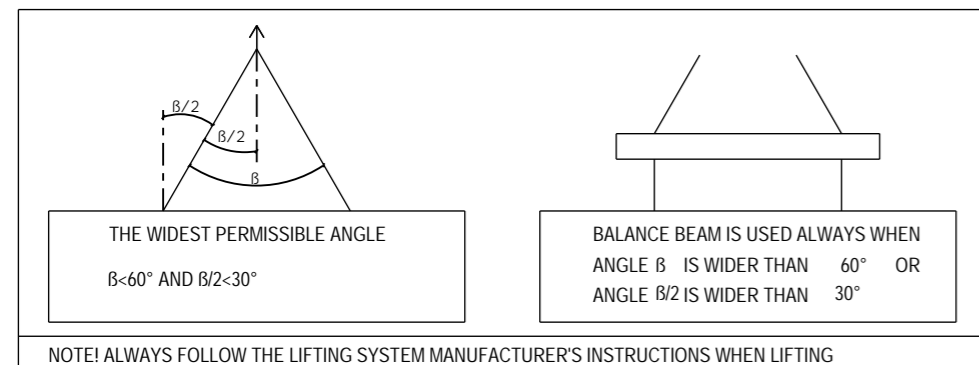 ß/2
ß/2
ß
THE WIDEST PERMISSIBLE ANGLE
ß<60° AND ß/2<30°
BALANCE BEAM IS USED ALWAYS WHEN
ANGLE ß IS WIDER THAN 60° OR
ANGLE ß/2 IS WIDER THAN 30°
NOTE! ALWAYS FOLLOW THE LIFTING SYSTEM MANUFACTURER'S INSTRUCTIONS WHEN LIFTING